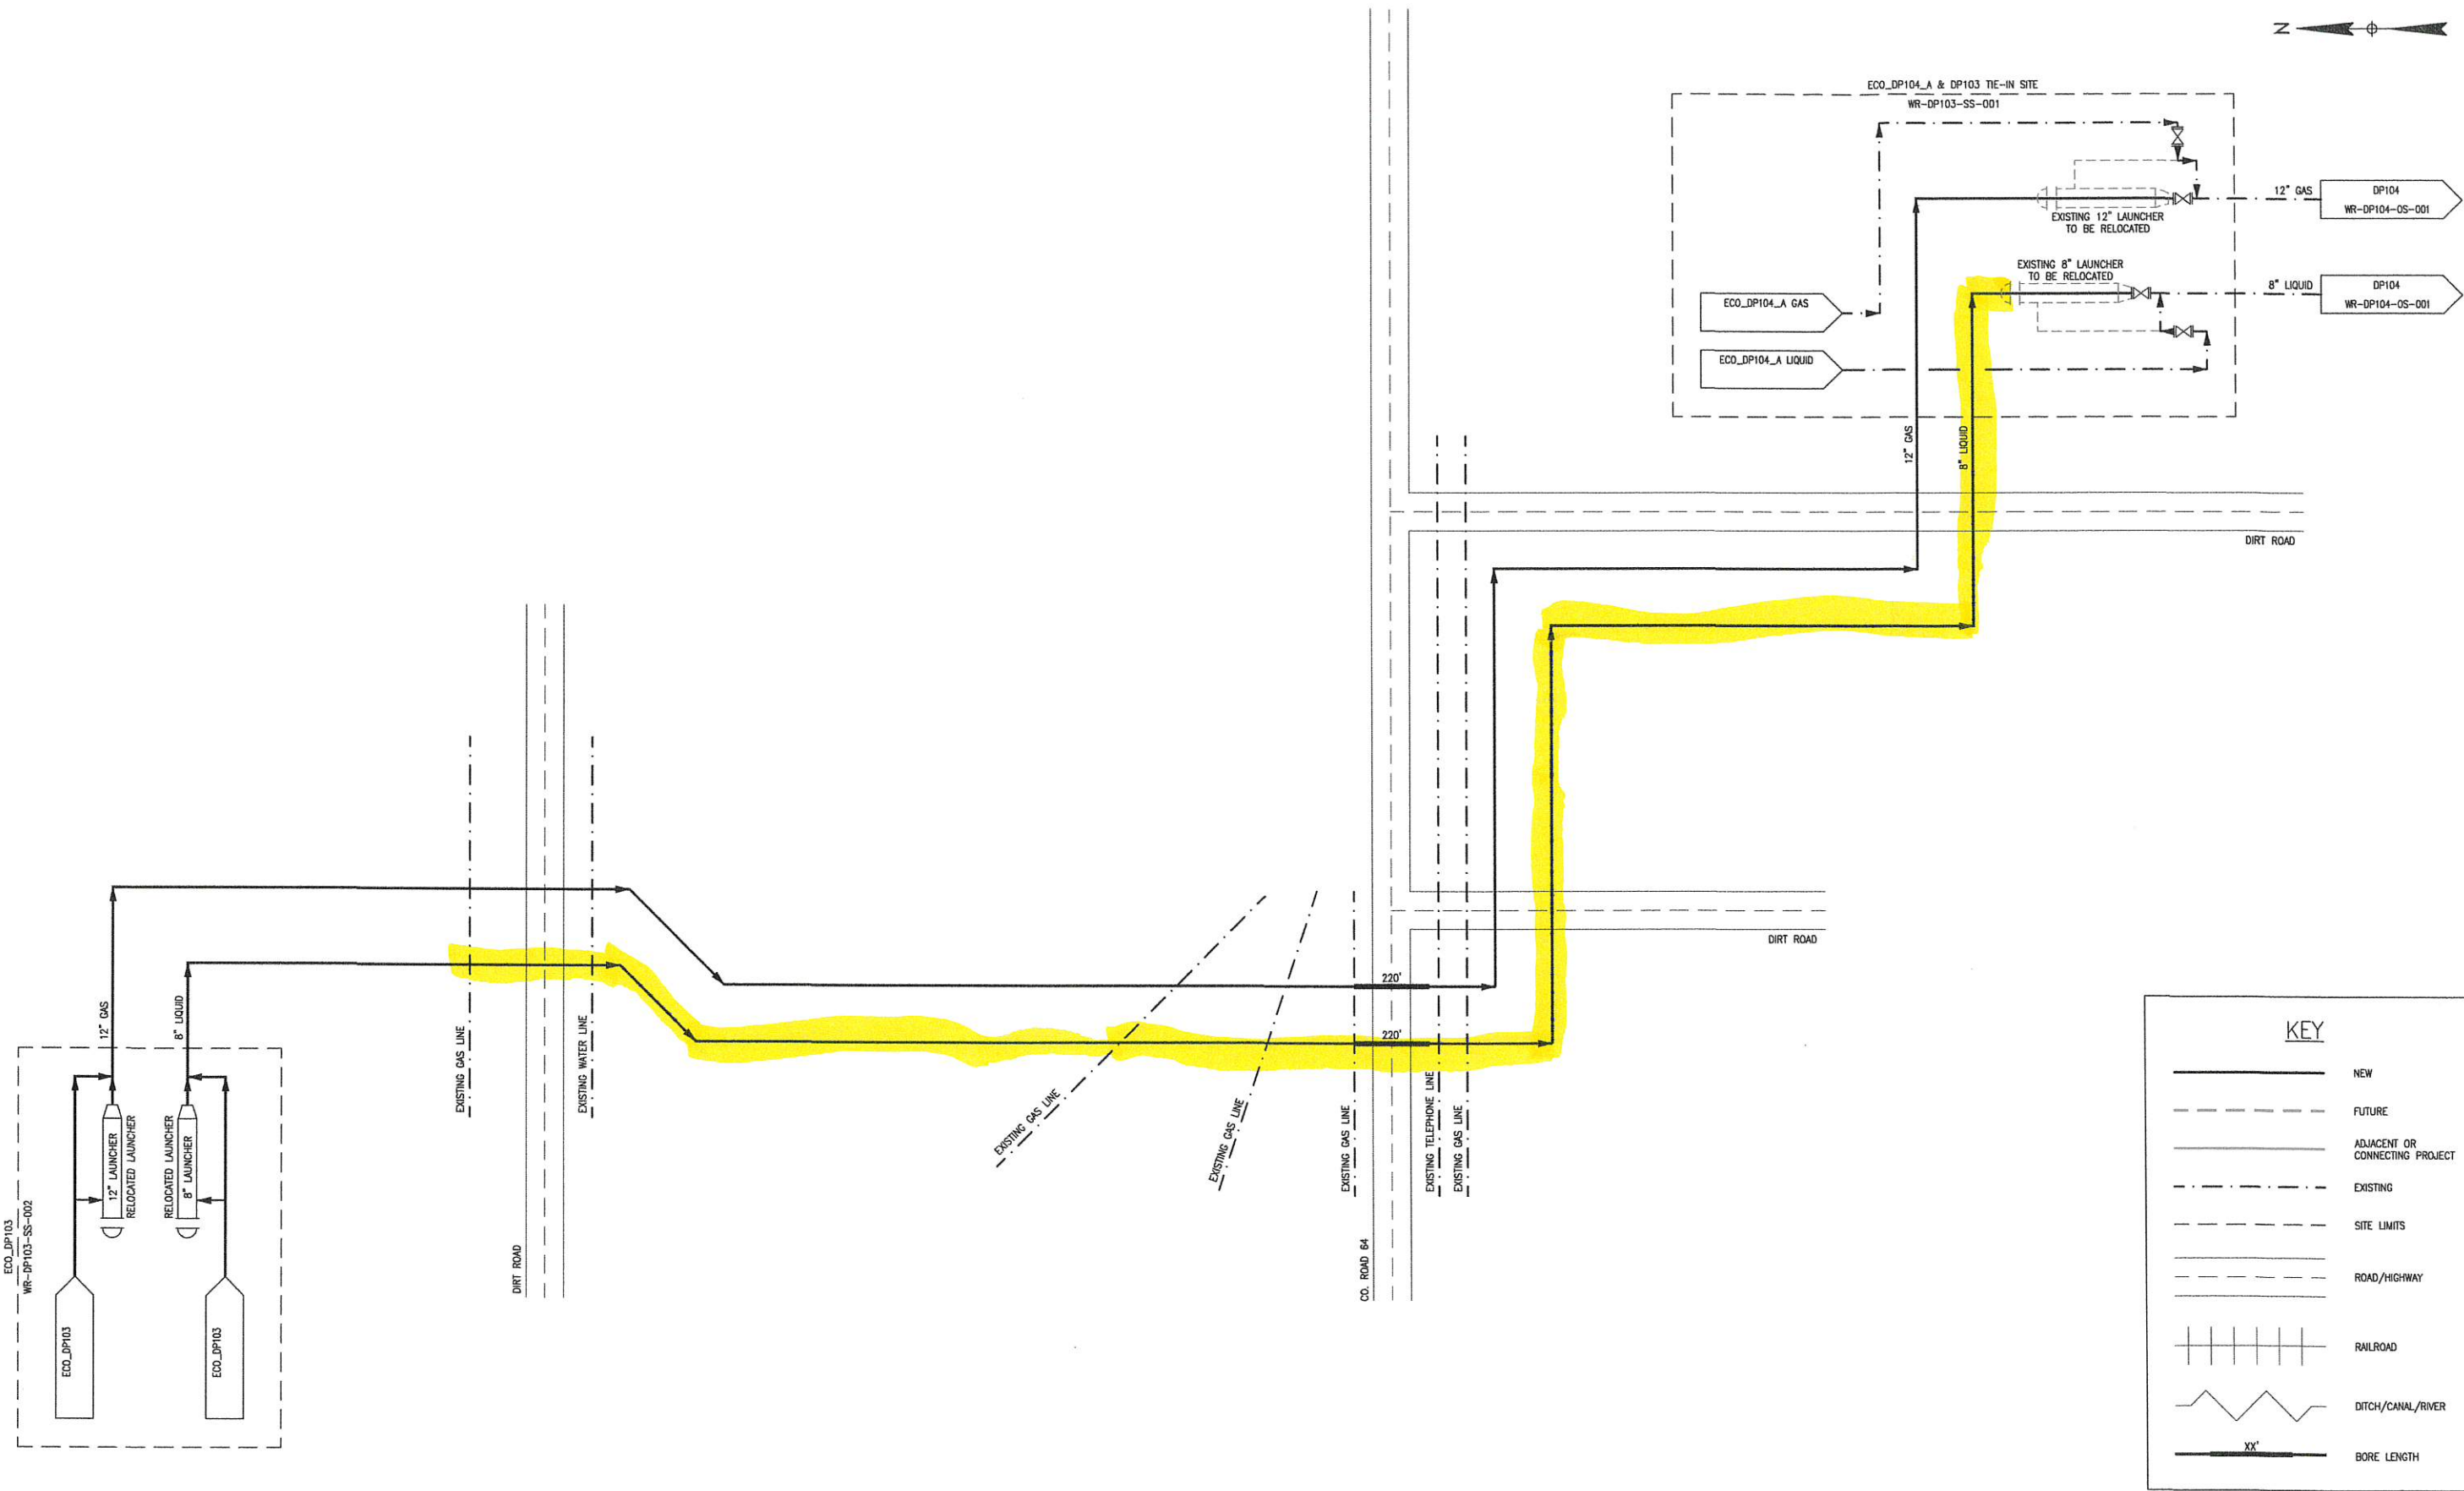 N
ECO_DP104_A & DP103 TIE-IN SITE
WR-DP103-SS-001
12" GAS
DP104
WR-DP104-OS-001
EXISTING 12" LAUNCHER
TO BE RELOCATED
EXISTING 8" LAUNCHER
TO BE RELOCATED
8" LIQUID
DP104
WR-DP104-OS-001
ECO_DP104_A GAS
ECO_DP104_A LIQUID
12" GAS
8" LIQUID
DIRT ROAD
DIRT ROAD
220'
220'
12" GAS
8" LIQUID
EXISTING GAS LINE
EXISTING WATER LINE
EXISTING GAS LINE
EXISTING GAS LINE
EXISTING GAS LINE
EXISTING TELEPHONE LINE
EXISTING GAS LINE
12" LAUNCHER
RELOCATED LAUNCHER
RELOCATED LAUNCHER
8" LAUNCHER
ECO_DP103
WR-DP103-SS-002
ECO_DP103
ECO_DP103
DIRT ROAD
CO. ROAD 64
KEY
NEW
FUTURE
ADJACENT OR
CONNECTING PROJECT
EXISTING
SITE LIMITS
ROAD/HIGHWAY
RAILROAD
DITCH/CANAL/RIVER
XX'
BORE LENGTH